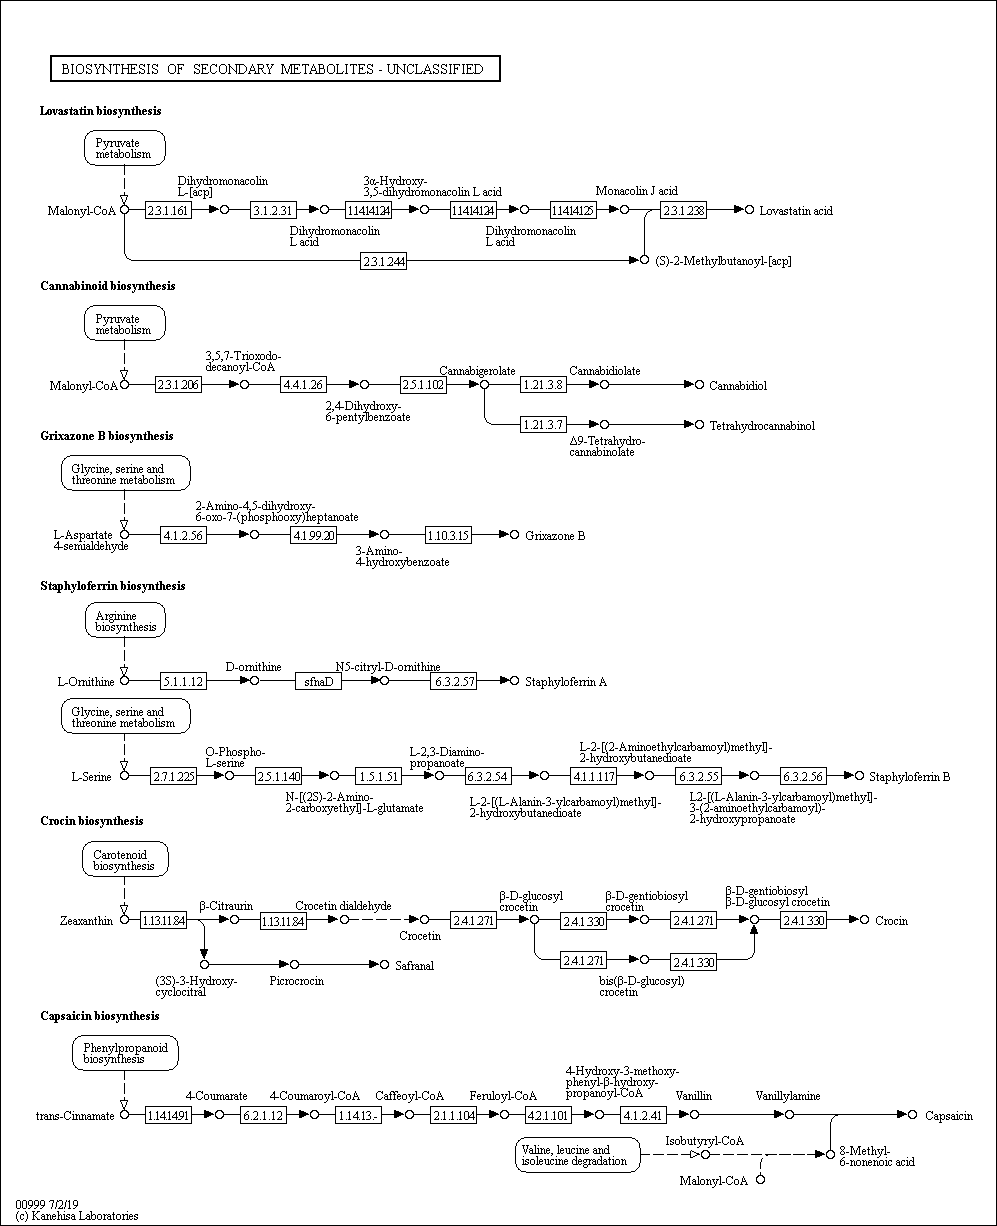 BIOSYNTHESIS OF SECONDARY METABOLITES - UNCLASSIFIED
Lovastatin biosynthesis
Pyruvate
metabolism
Dihydromonacolin
L-[acp]
3α-Hydroxy-
3,5-dihydromonacolin L acid
Monacolin J acid
Malonyl-CoA
2.3.1.161
3.1.2.31
1.14.14.124
1.14.14.124
1.14.14.125
2.3.1.238
Lovastatin acid
Dihydromonacolin
L acid
Dihydromonacolin
L acid
2.3.1.244
(S)-2-Methylbutanoyl-[acp]
Cannabinoid biosynthesis
Pyruvate
metabolism
3,5,7-Trioxodo-
decanoyl-CoA
Cannabigerolate
Cannabidiolate
Malonyl-CoA
2.3.1.206
4.4.1.26
2.5.1.102
1.21.3.8
Cannabidiol
2,4-Dihydroxy-
6-pentylbenzoate
1.21.3.7
Tetrahydrocannabinol
Δ9-Tetrahydro-
cannabinolate
Grixazone B biosynthesis
Glycine, serine and
threonine metabolism
2-Amino-4,5-dihydroxy-
6-oxo-7-(phosphooxy)heptanoate
L-Aspartate
4-semialdehyde
4.1.2.56
4.1.99.20
1.10.3.15
Grixazone B
3-Amino-
4-hydroxybenzoate
Staphyloferrin biosynthesis
Arginine
biosynthesis
D-ornithine
N5-citryl-D-ornithine
L-Ornithine
5.1.1.12
sfnaD
6.3.2.57
Staphyloferrin A
Glycine, serine and
threonine metabolism
O-Phospho-
L-serine
L-2,3-Diamino-
propanoate
L-2-[(2-Aminoethylcarbamoyl)methyl]-
2-hydroxybutanedioate
L-Serine
2.7.1.225
2.5.1.140
1.5.1.51
6.3.2.54
4.1.1.117
6.3.2.55
6.3.2.56
Staphyloferrin B
N-[(2S)-2-Amino-
2-carboxyethyl]-L-glutamate
L-2-[(L-Alanin-3-ylcarbamoyl)methyl]-
2-hydroxybutanedioate
L2-[(L-Alanin-3-ylcarbamoyl)methyl]-
3-(2-aminoethylcarbamoyl)-
2-hydroxypropanoate
Crocin biosynthesis
Carotenoid
biosynthesis
β-Citraurin
Crocetin dialdehyde
β-D-glucosyl
crocetin
β-D-gentiobiosyl
crocetin
β-D-gentiobiosyl
β-D-glucosyl crocetin
Zeaxanthin
1.13.11.84
1.13.11.84
Crocetin
2.4.1.271
2.4.1.330
2.4.1.271
2.4.1.330
Crocin
2.4.1.271
2.4.1.330
(3S)-3-Hydroxy-
cyclocitral
Picrocrocin
Safranal
bis(β-D-glucosyl)
crocetin
Capsaicin biosynthesis
Phenylpropanoid
biosynthesis
4-Coumarate
4-Coumaroyl-CoA
Caffeoyl-CoA
Feruloyl-CoA
4-Hydroxy-3-methoxy-
phenyl-β-hydroxy-
propanoyl-CoA
Vanillin
Vanillylamine
trans-Cinnamate
1.14.14.91
6.2.1.12
1.14.13.-
2.1.1.104
4.2.1.101
4.1.2.41
Capsaicin
Valine, leucine and
isoleucine degradation
Isobutyryl-CoA
8-Methyl-
6-nonenoic acid
Malonyl-CoA
00999 7/2/19
(c) Kanehisa Laboratories